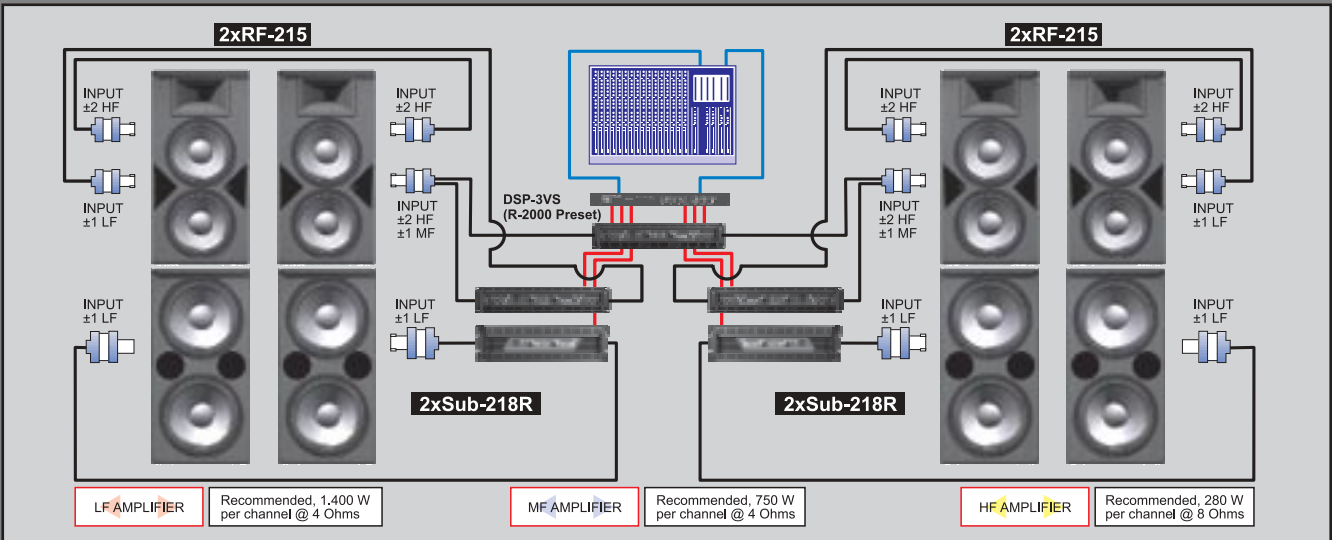 2xRF-215
2xRF-215
INPUT
±2 HF
INPUT
±2 HF
INPUT
±2 HF
INPUT
±2 HF
INPUT
±1 LF
INPUT
±2 HF
±1 MF
DSP-3VS
(R-2000 Preset)
INPUT
±2 HF
±1 MF
INPUT
±1 LF
INPUT
±1 LF
INPUT
±1 LF
INPUT
±1 LF
INPUT
±1 LF
2xSub-218R
2xSub-218R
LF AMPLIFIER
Recommended, 1.400 W
per channel @ 4 Ohms
MF AMPLIFIER
Recommended, 750 W
per channel @ 4 Ohms
HF AMPLIFIER
Recommended, 280 W
per channel @ 8 Ohms